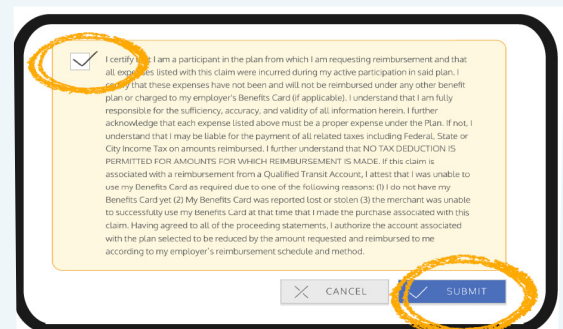 I certify that I am a participant in the plan from which I am requesting reimbursement and that
all expenses listed with this claim were incurred during my active participation in said plan. I
certify that these expenses have not been and will not be reimbursed under any other benefit
plan or charged to my employer's Benefits Card (if applicable). I understand that I am fully
responsible for the sufficiency, accuracy, and validity of all information herein. I further
acknowledge that each expense listed above must be a proper expense under the Plan. If not, I
understand that I may be liable for the payment of all related taxes including Federal, State or
City Income Tax on amounts reimbursed. I further understand that NO TAX DEDUCTION IS
PERMITTED FOR AMOUNTS FOR WHICH REIMBURSEMENT IS MADE. If this claim is
associated with a reimbursement from a Qualified Transit Account, I attest that I was unable to
use my Benefits Card as required due to one of the following reasons: (1) I do not have my
Benefits Card yet (2) My Benefits Card was reported lost or stolen (3) the merchant was unable
to successfully use my Benefits Card at that time that I made the purchase associated with this
claim. Having agreed to all of the proceeding statements, I authorize the account associated
with the plan selected to be reduced by the amount requested and reimbursed to me
according to my employer's reimbursement schedule and method.
CANCEL SUBMIT